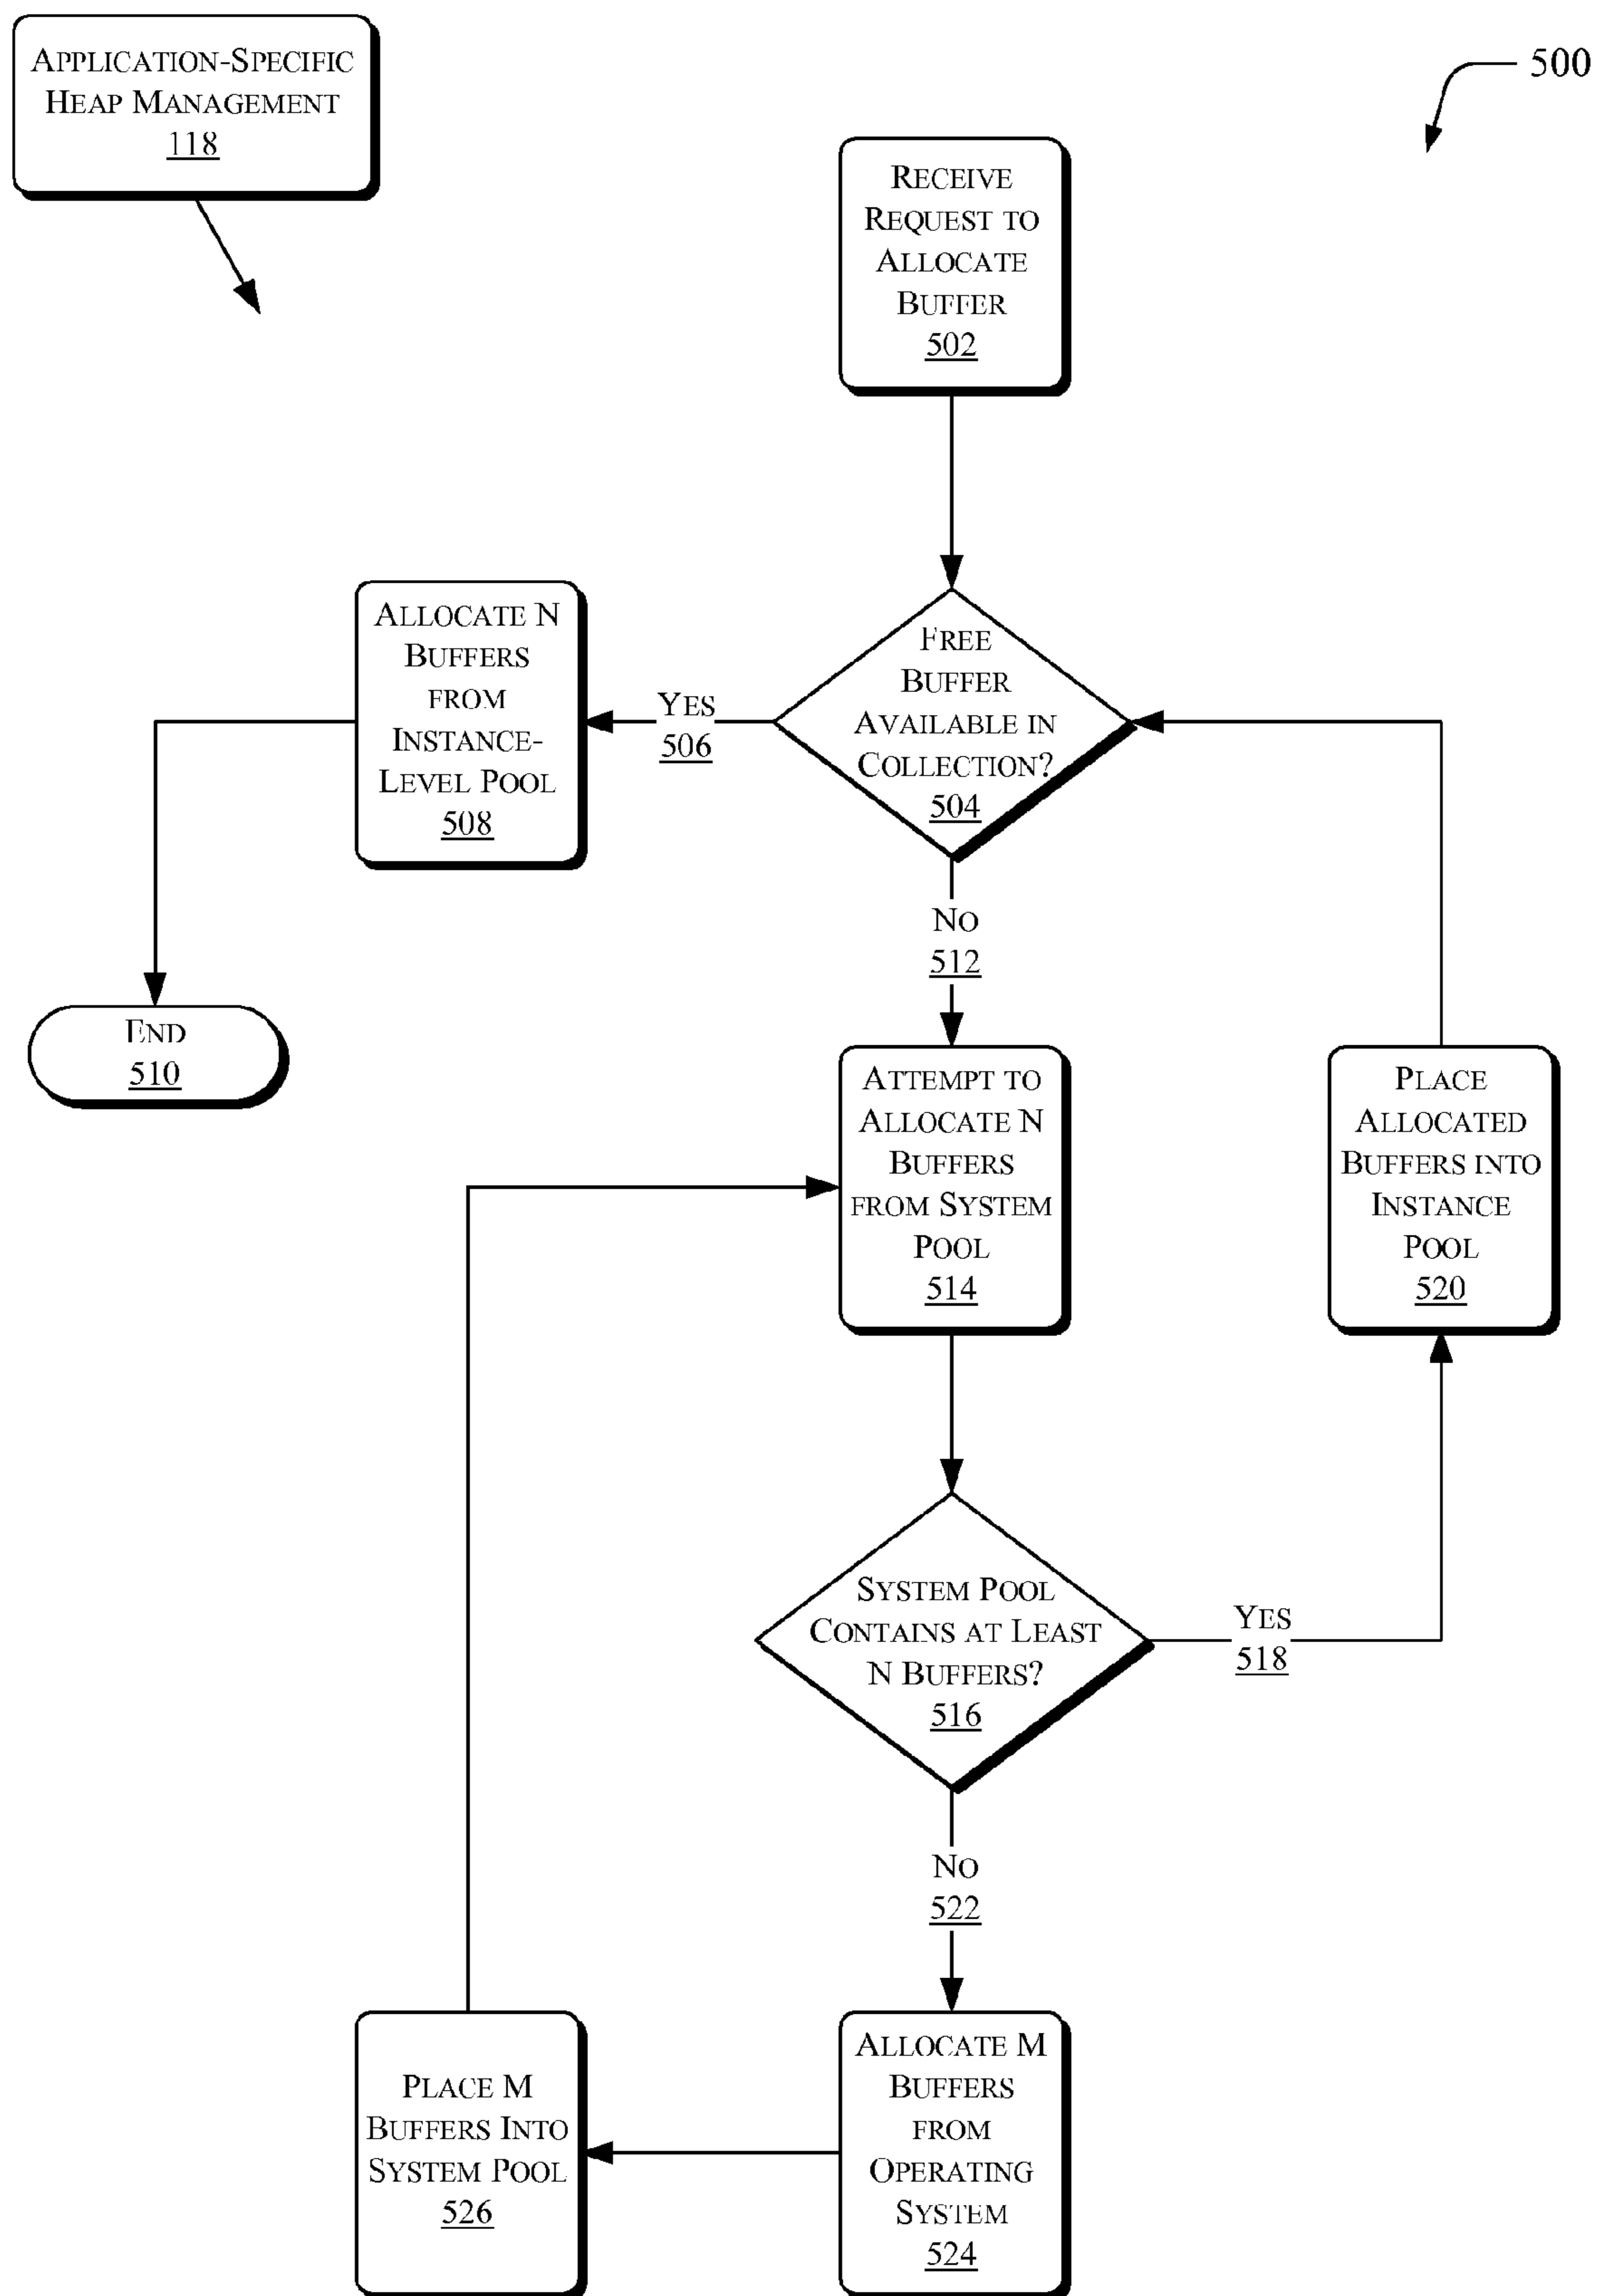 APPLICATION-SPECIFIC
HEAP MANAGEMENT
118
500
RECEIVE
REQUEST TO
ALLOCATE
BUFFER
502
ALLOCATE N
BUFFERS
FROM
INSTANCE-
LEVEL POOL
508
YES
506
FREE
BUFFER
AVAILABLE IN
COLLECTION?
504
NO
512
END
510
ATTEMPT TO
ALLOCATE N
BUFFERS
FROM SYSTEM
POOL
514
PLACE
ALLOCATED
BUFFERS INTO
INSTANCE
POOL
520
SYSTEM POOL
CONTAINS AT LEAST
N BUFFERS?
516
YES
518
NO
522
PLACE M
BUFFERS INTO
SYSTEM POOL
526
ALLOCATE M
BUFFERS
FROM
OPERATING
SYSTEM
524